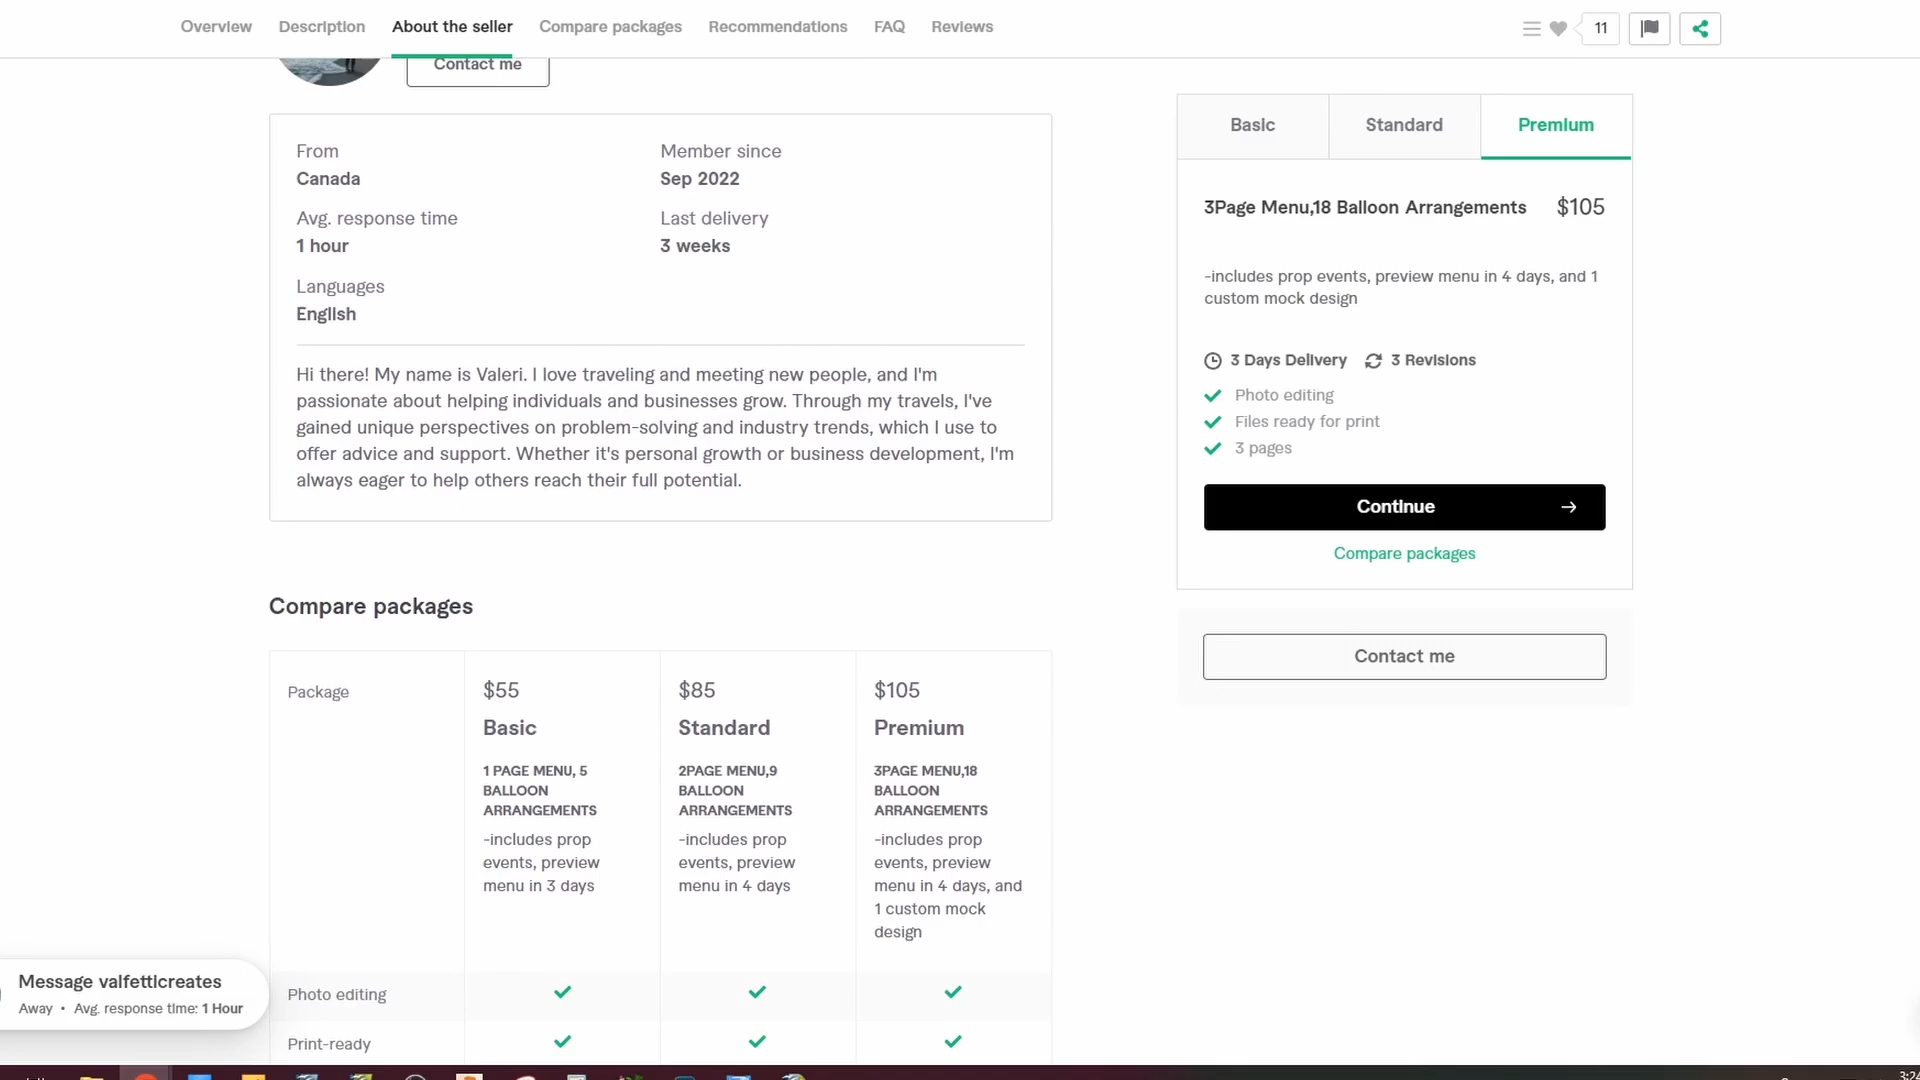 Overview
Description
About the seller
Compare packages
Recommendations
FAQ
Reviews
11
Contact me
From
Canada
Member since
Sep 2022
Avg. response time
1 hour
Last delivery
3 weeks
Languages
English
Hi there! My name is Valeri. I love traveling and meeting new people, and I'm
passionate about helping individuals and businesses grow. Through my travels, I've
gained unique perspectives on problem-solving and industry trends, which I use to
offer advice and support. Whether it's personal growth or business development, I'm
always eager to help others reach their full potential.
Basic
Standard
Premium
3Page Menu,18 Balloon Arrangements
$105
-includes prop events, preview menu in 4 days, and 1
custom mock design
3 Days Delivery
3 Revisions
Photo editing
Files ready for print
3 pages
Continue
Compare packages
Contact me
Compare packages
Package
$55
Basic
1 PAGE MENU, 5
BALLOON
ARRANGEMENTS
-includes prop
events, preview
menu in 3 days
$85
Standard
2PAGE MENU,9
BALLOON
ARRANGEMENTS
-includes prop
events, preview
menu in 4 days
$105
Premium
3PAGE MENU,18
BALLOON
ARRANGEMENTS
-includes prop
events, preview
menu in 4 days, and
1 custom mock
design
Photo editing
Print-ready
Message valfetticreates
Away • Avg. response time: 1 Hour